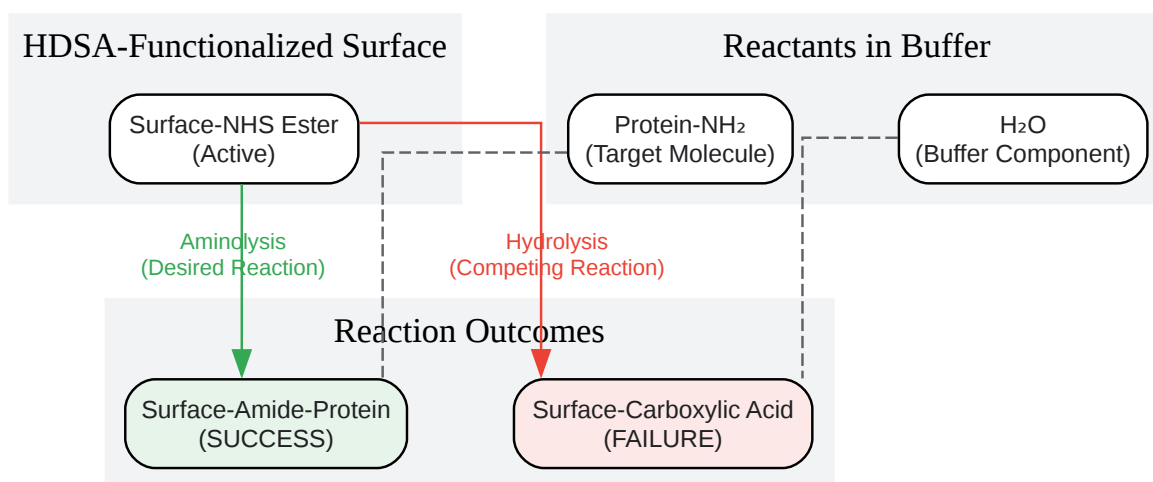 HDSA-Functionalized Surface
Reactants in Buffer
Surface-NHS Ester
(Active)
Protein-NH₂
(Target Molecule)
H₂O
(Buffer Component)
Aminolysis
(Desired Reaction)
Hydrolysis
(Competing Reaction)
Reaction Outcomes
Surface-Amide-Protein
(SUCCESS)
Surface-Carboxylic Acid
(FAILURE)